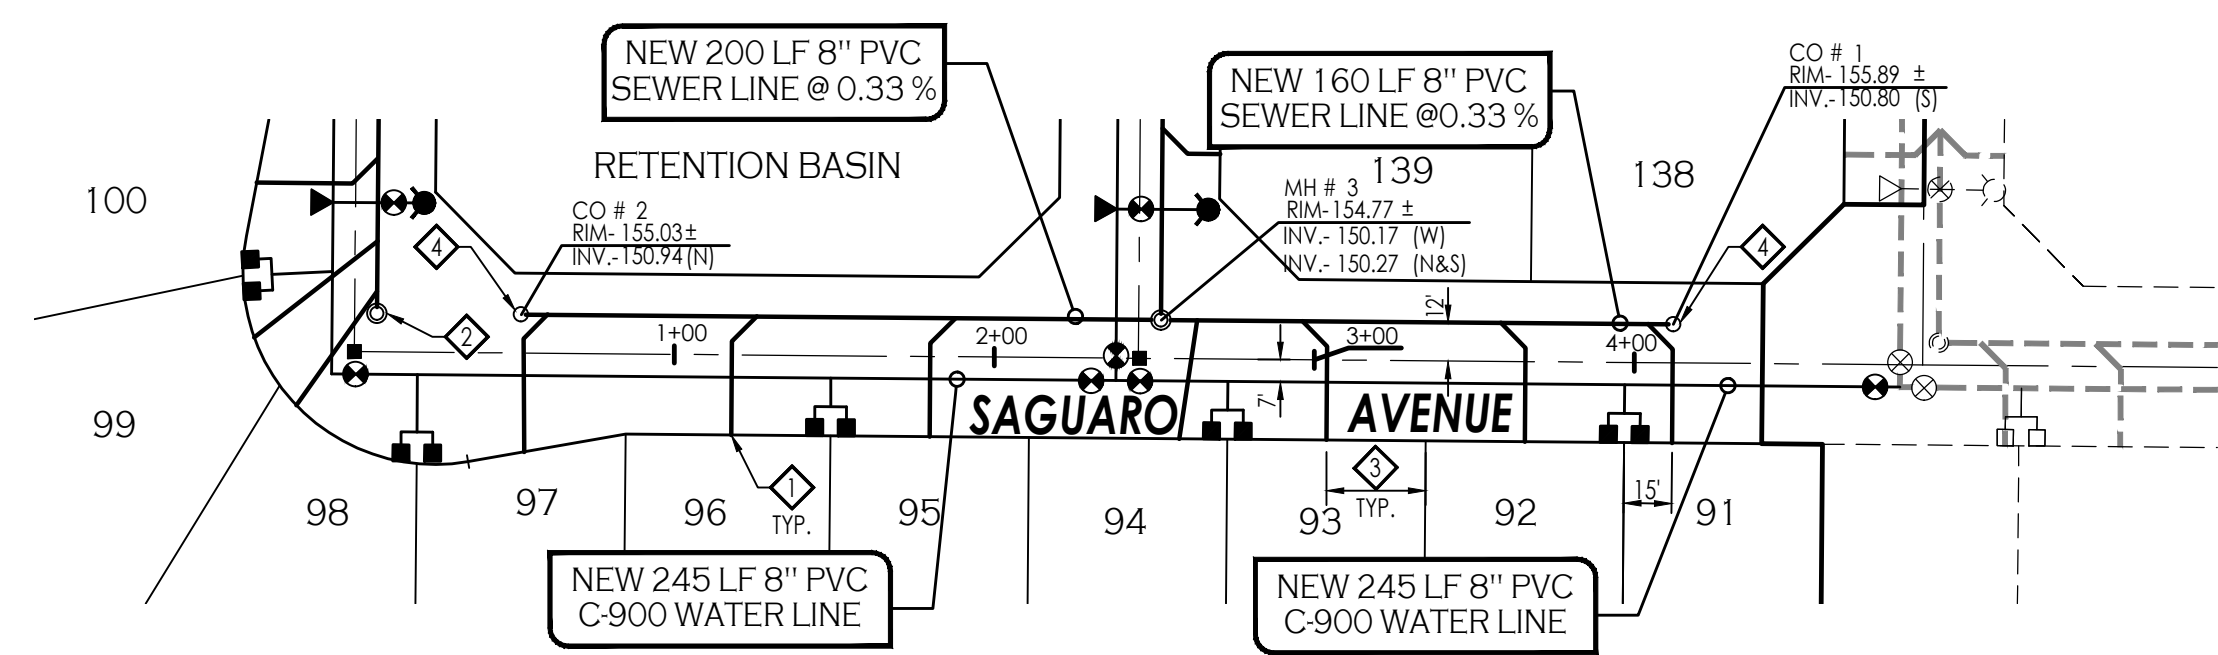 NEW 200 LF 8" PVC
SEWER LINE @ 0.33 %
NEW 160 LF 8" PVC
SEWER LINE @0.33 %
CO # 1
RIM- 155.89 ±
INV.-150.80 (S)
RETENTION BASIN
100
139
138
CO # 2
RIM- 155.03±
INV.-150.94(N)
MH # 3
RIM-154.77 ±
INV.- 150.17 (W)
INV.- 150.27 (N&S)
4
4
2
12'
1+00
2+00
3+00
4+00
7'
SAGUARO AVENUE
99
98
97
96
95
94
93
92
91
1
TYP.
3
TYP.
15'
NEW 245 LF 8" PVC
C-900 WATER LINE
NEW 245 LF 8" PVC
C-900 WATER LINE